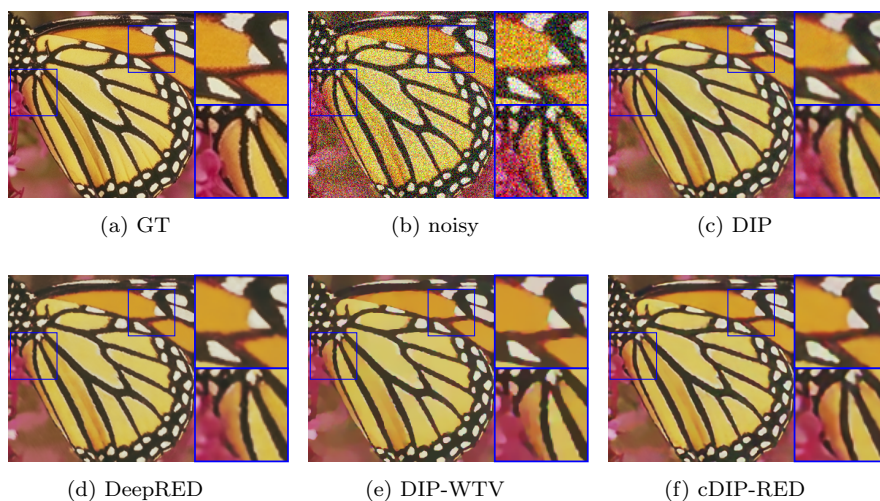 (a) GT
(b) noisy
(c) DIP
(d) DeepRED
(e) DIP-WTV
(f) cDIP-RED